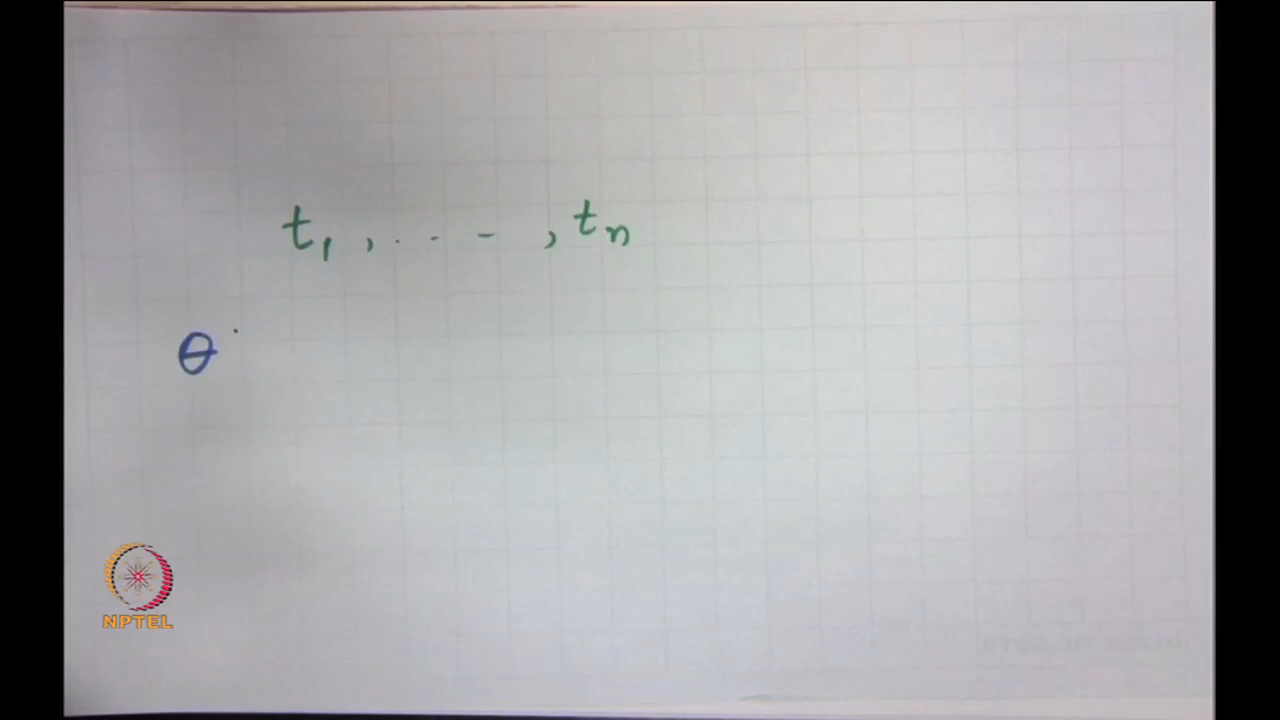 t₁, . . - , tₙ
θ
NPTEL